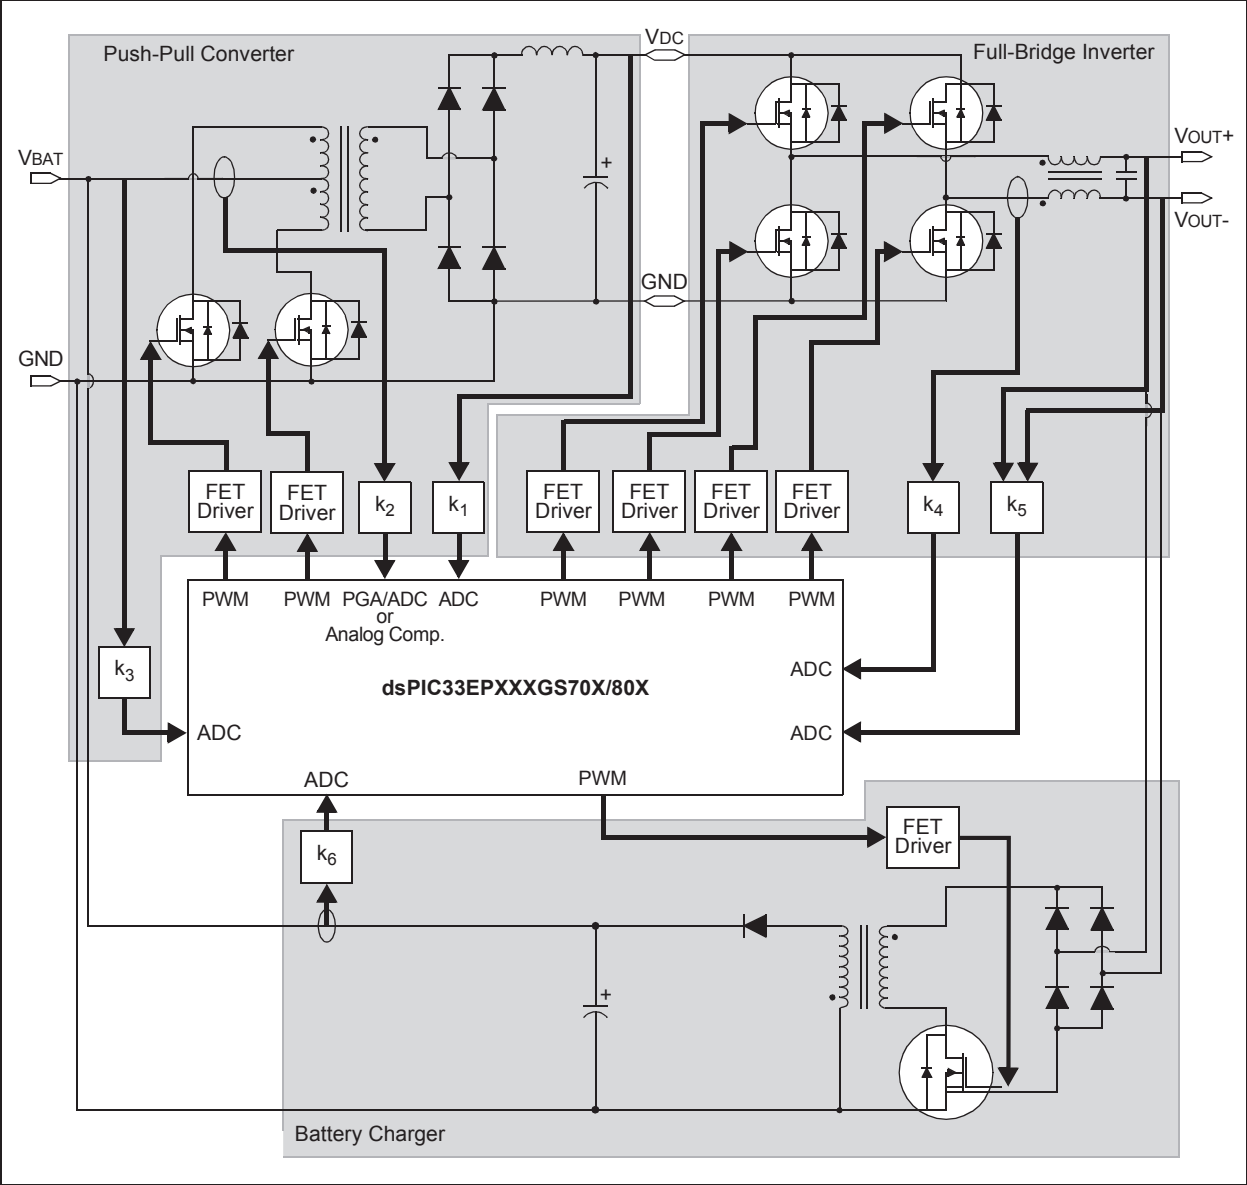 Push-Pull Converter
VDC
Full-Bridge Inverter
VBAT
+
VOUT+
VOUT-
GND
GND
FET
Driver
FET
Driver
k2
k1
FET
Driver
FET
Driver
FET
Driver
FET
Driver
k4
k5
PWM
PWM
PGA/ADC
or
Analog Comp.
ADC
PWM
PWM
PWM
PWM
k3
ADC
dsPIC33EPXXXGS70X/80X
ADC
ADC
ADC
PWM
k6
FET
Driver
+
Battery Charger